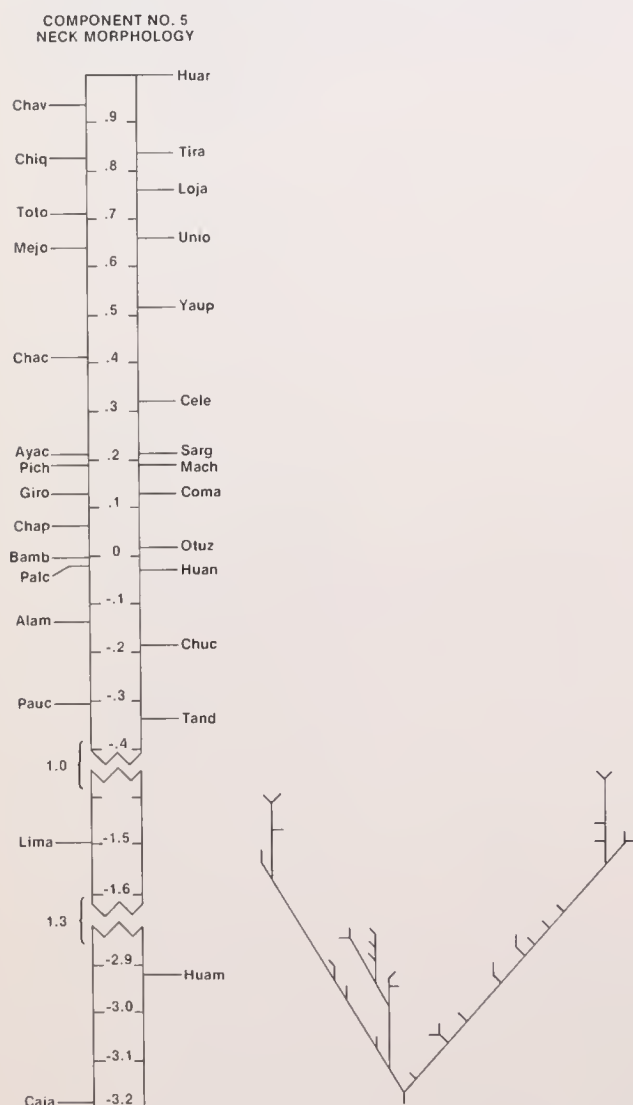 COMPONENT NO. 5
NECK MORPHOLOGY
Huar
Chav
.9
Tira
Chiq
.8
Loja
Toto
.7
Unio
Mejo
.6
Yaup
.5
Chac
.4
Cele
.3
Ayac
Sarg
.2
Pich
Mach
Giro
Coma
.1
Chap
Otuz
0
Bamb
Huan
Palc
-.1
Alam
Chuc
-.2
Pauc
-.3
Tand
-.4
1.0
Lima
-1.5
-1.6
1.3
-2.9
Huam
-3.0
-3.1
Caja
-3.2